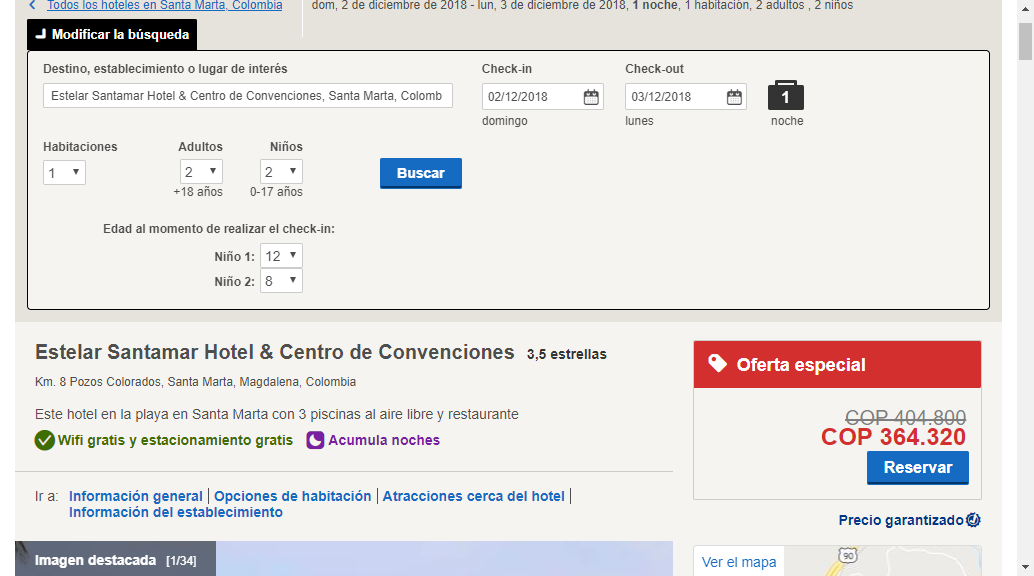 Todos los hoteles en Santa Marta, Colombia
dom, 2 de diciembre de 2018 - lun, 3 de diciembre de 2018, 1 noche, 1 habitación, 2 adultos , 2 niños
Modificar la búsqueda
Destino, establecimiento o lugar de interés
Check-in
Check-out
Estelar Santamar Hotel & Centro de Convenciones, Santa Marta, Colomb
02/12/2018
03/12/2018
1
domingo
lunes
noche
Habitaciones
Adultos
Niños
1
2
2
Buscar
+18 años
0-17 años
Edad al momento de realizar el check-in:
Niño 1: 12
Niño 2: 8
Estelar Santamar Hotel & Centro de Convenciones 3,5 estrellas
Km. 8 Pozos Colorados, Santa Marta, Magdalena, Colombia
Este hotel en la playa en Santa Marta con 3 piscinas al aire libre y restaurante
Wifi gratis y estacionamiento gratis Acumula noches
Oferta especial
COP 404.800
COP 364.320
Reservar
Precio garantizado
Ir a: Información general | Opciones de habitación | Atracciones cerca del hotel |
Información del establecimiento
Imagen destacada [1/34]
Ver el mapa
90